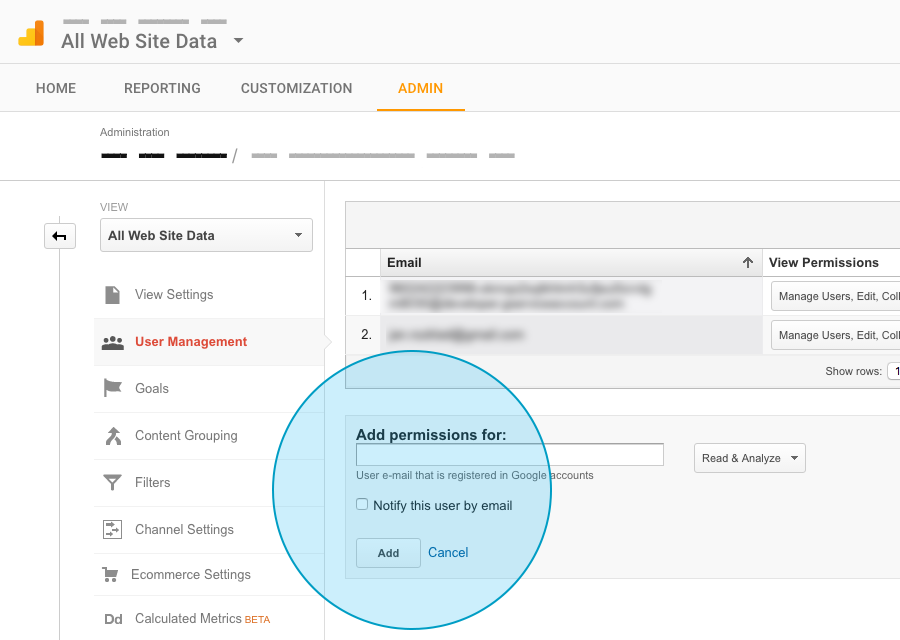 All Web Site Data
HOME REPORTING CUSTOMIZATION ADMIN
Administration
/
VIEW
All Web Site Data
View Settings
User Management
Goals
Content Grouping
Filters
Channel Settings
Ecommerce Settings
Dd Calculated Metrics BETA
Email View Permissions
1. Manage Users, Edit, Coll
2. Manage Users, Edit, Coll
Show rows: 1
Add permissions for:
Read & Analyze
User e-mail that is registered in Google accounts
Notify this user by email
Add Cancel